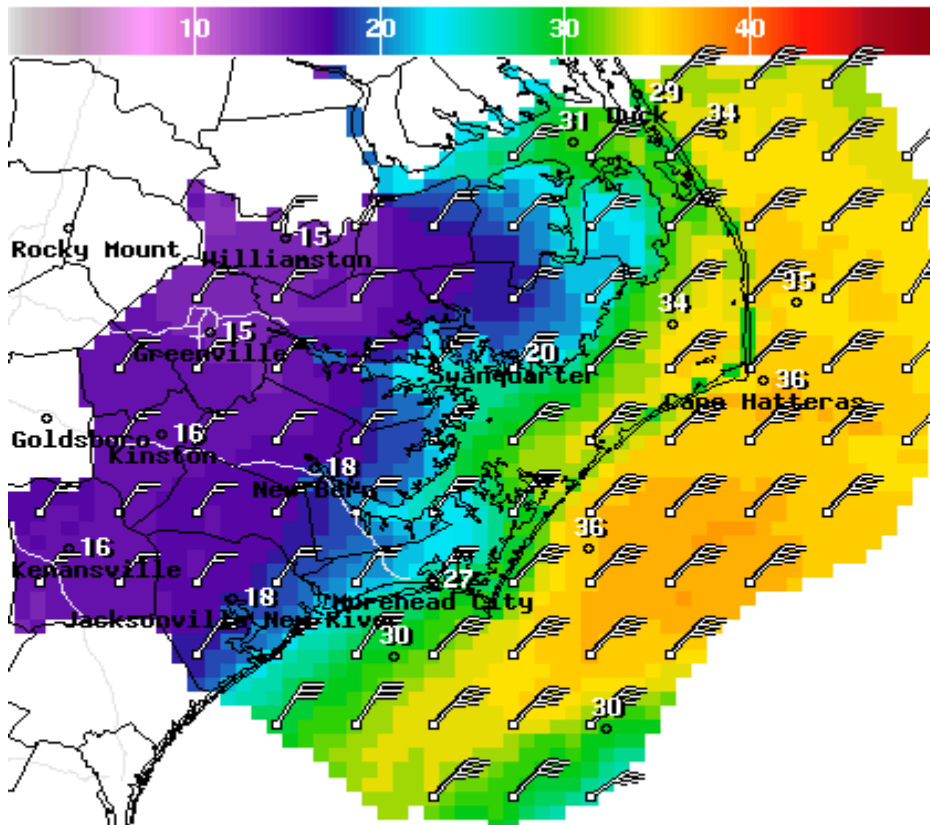 10 20 30 40
29
Duck
34
31
15
Williamston
Rocky Mount
35
34
15
Greenville
20
Swanquarter
36
Cape Hatteras
16
Goldsboro
Kinston
18
New Bern
36
16
Kenansville
27
18
Morehead City
Jacksonville New River
30
30